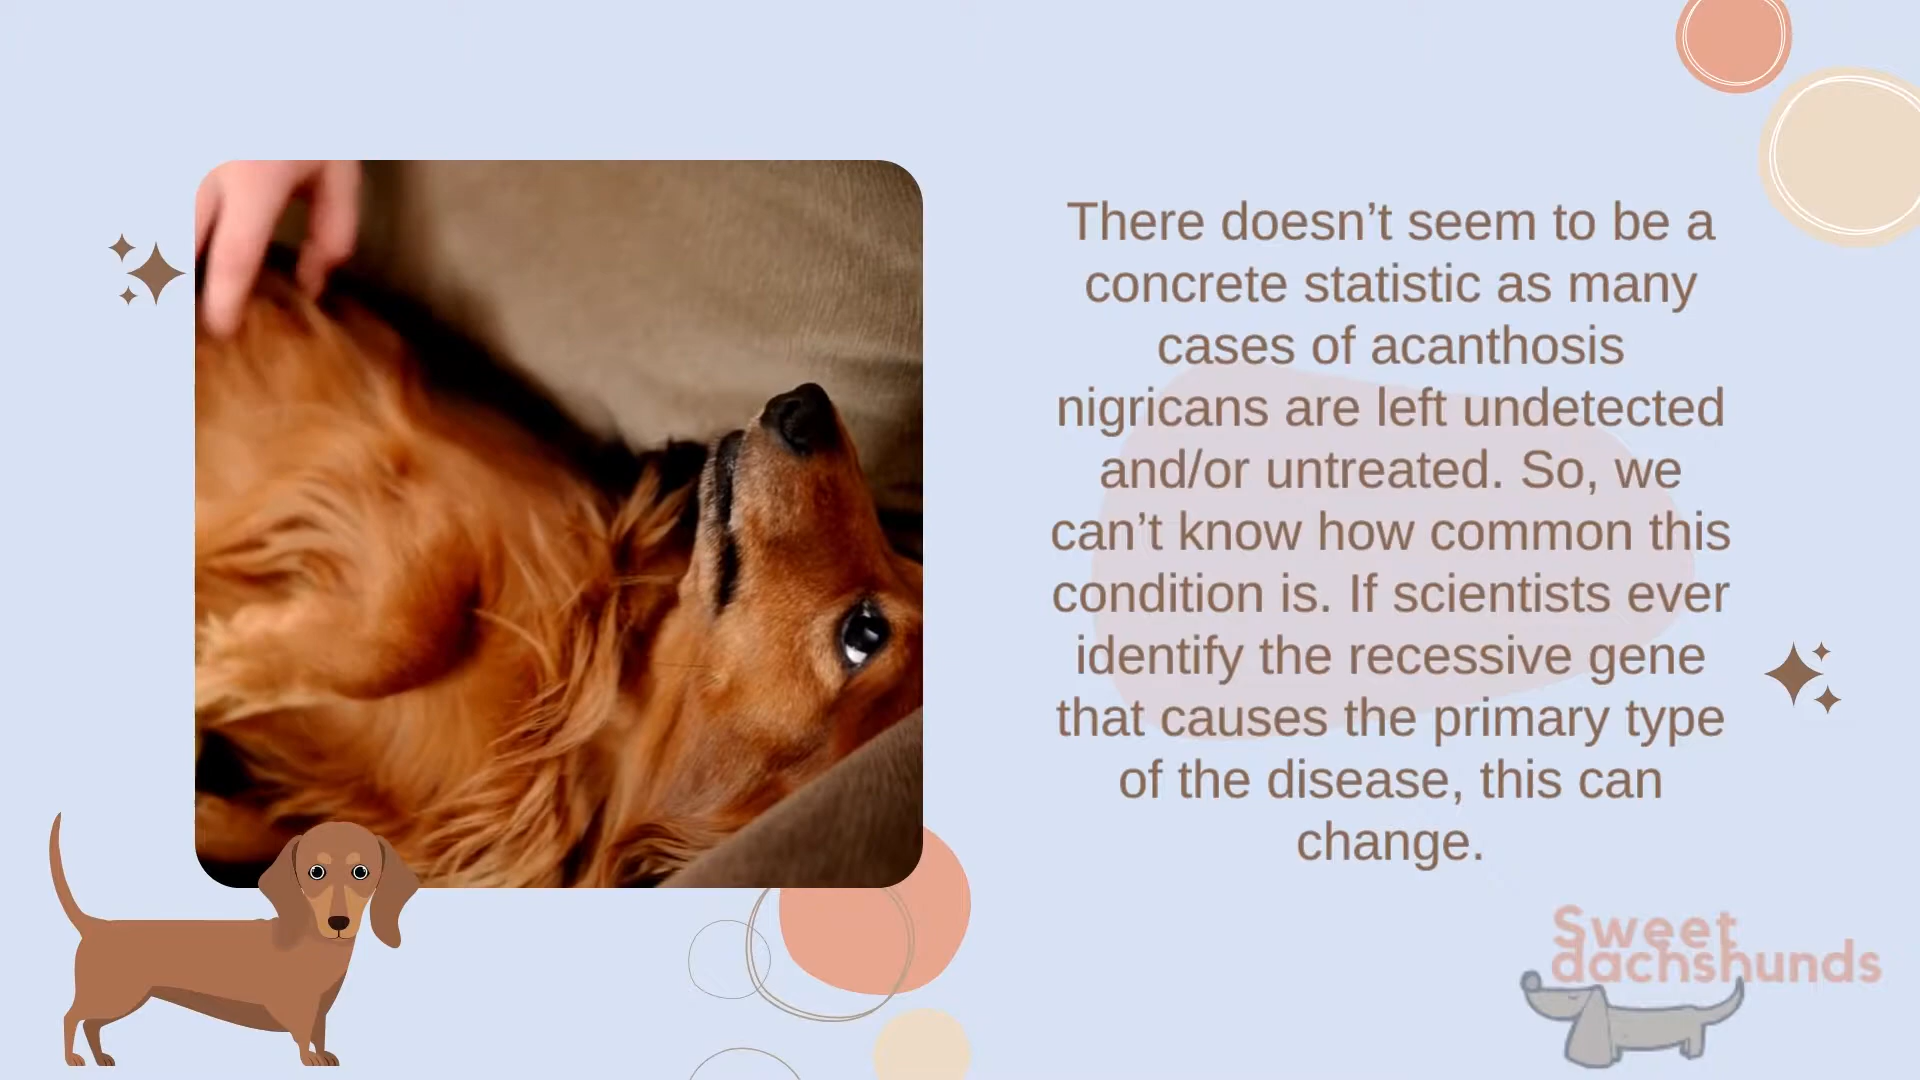 There doesn’t seem to be a
concrete statistic as many
cases of acanthosis
nigricans are left undetected
and/or untreated. So, we
can’t know how common this
condition is. If scientists ever
identify the recessive gene
that causes the primary type
of the disease, this can
change.
Sweet
dachshunds